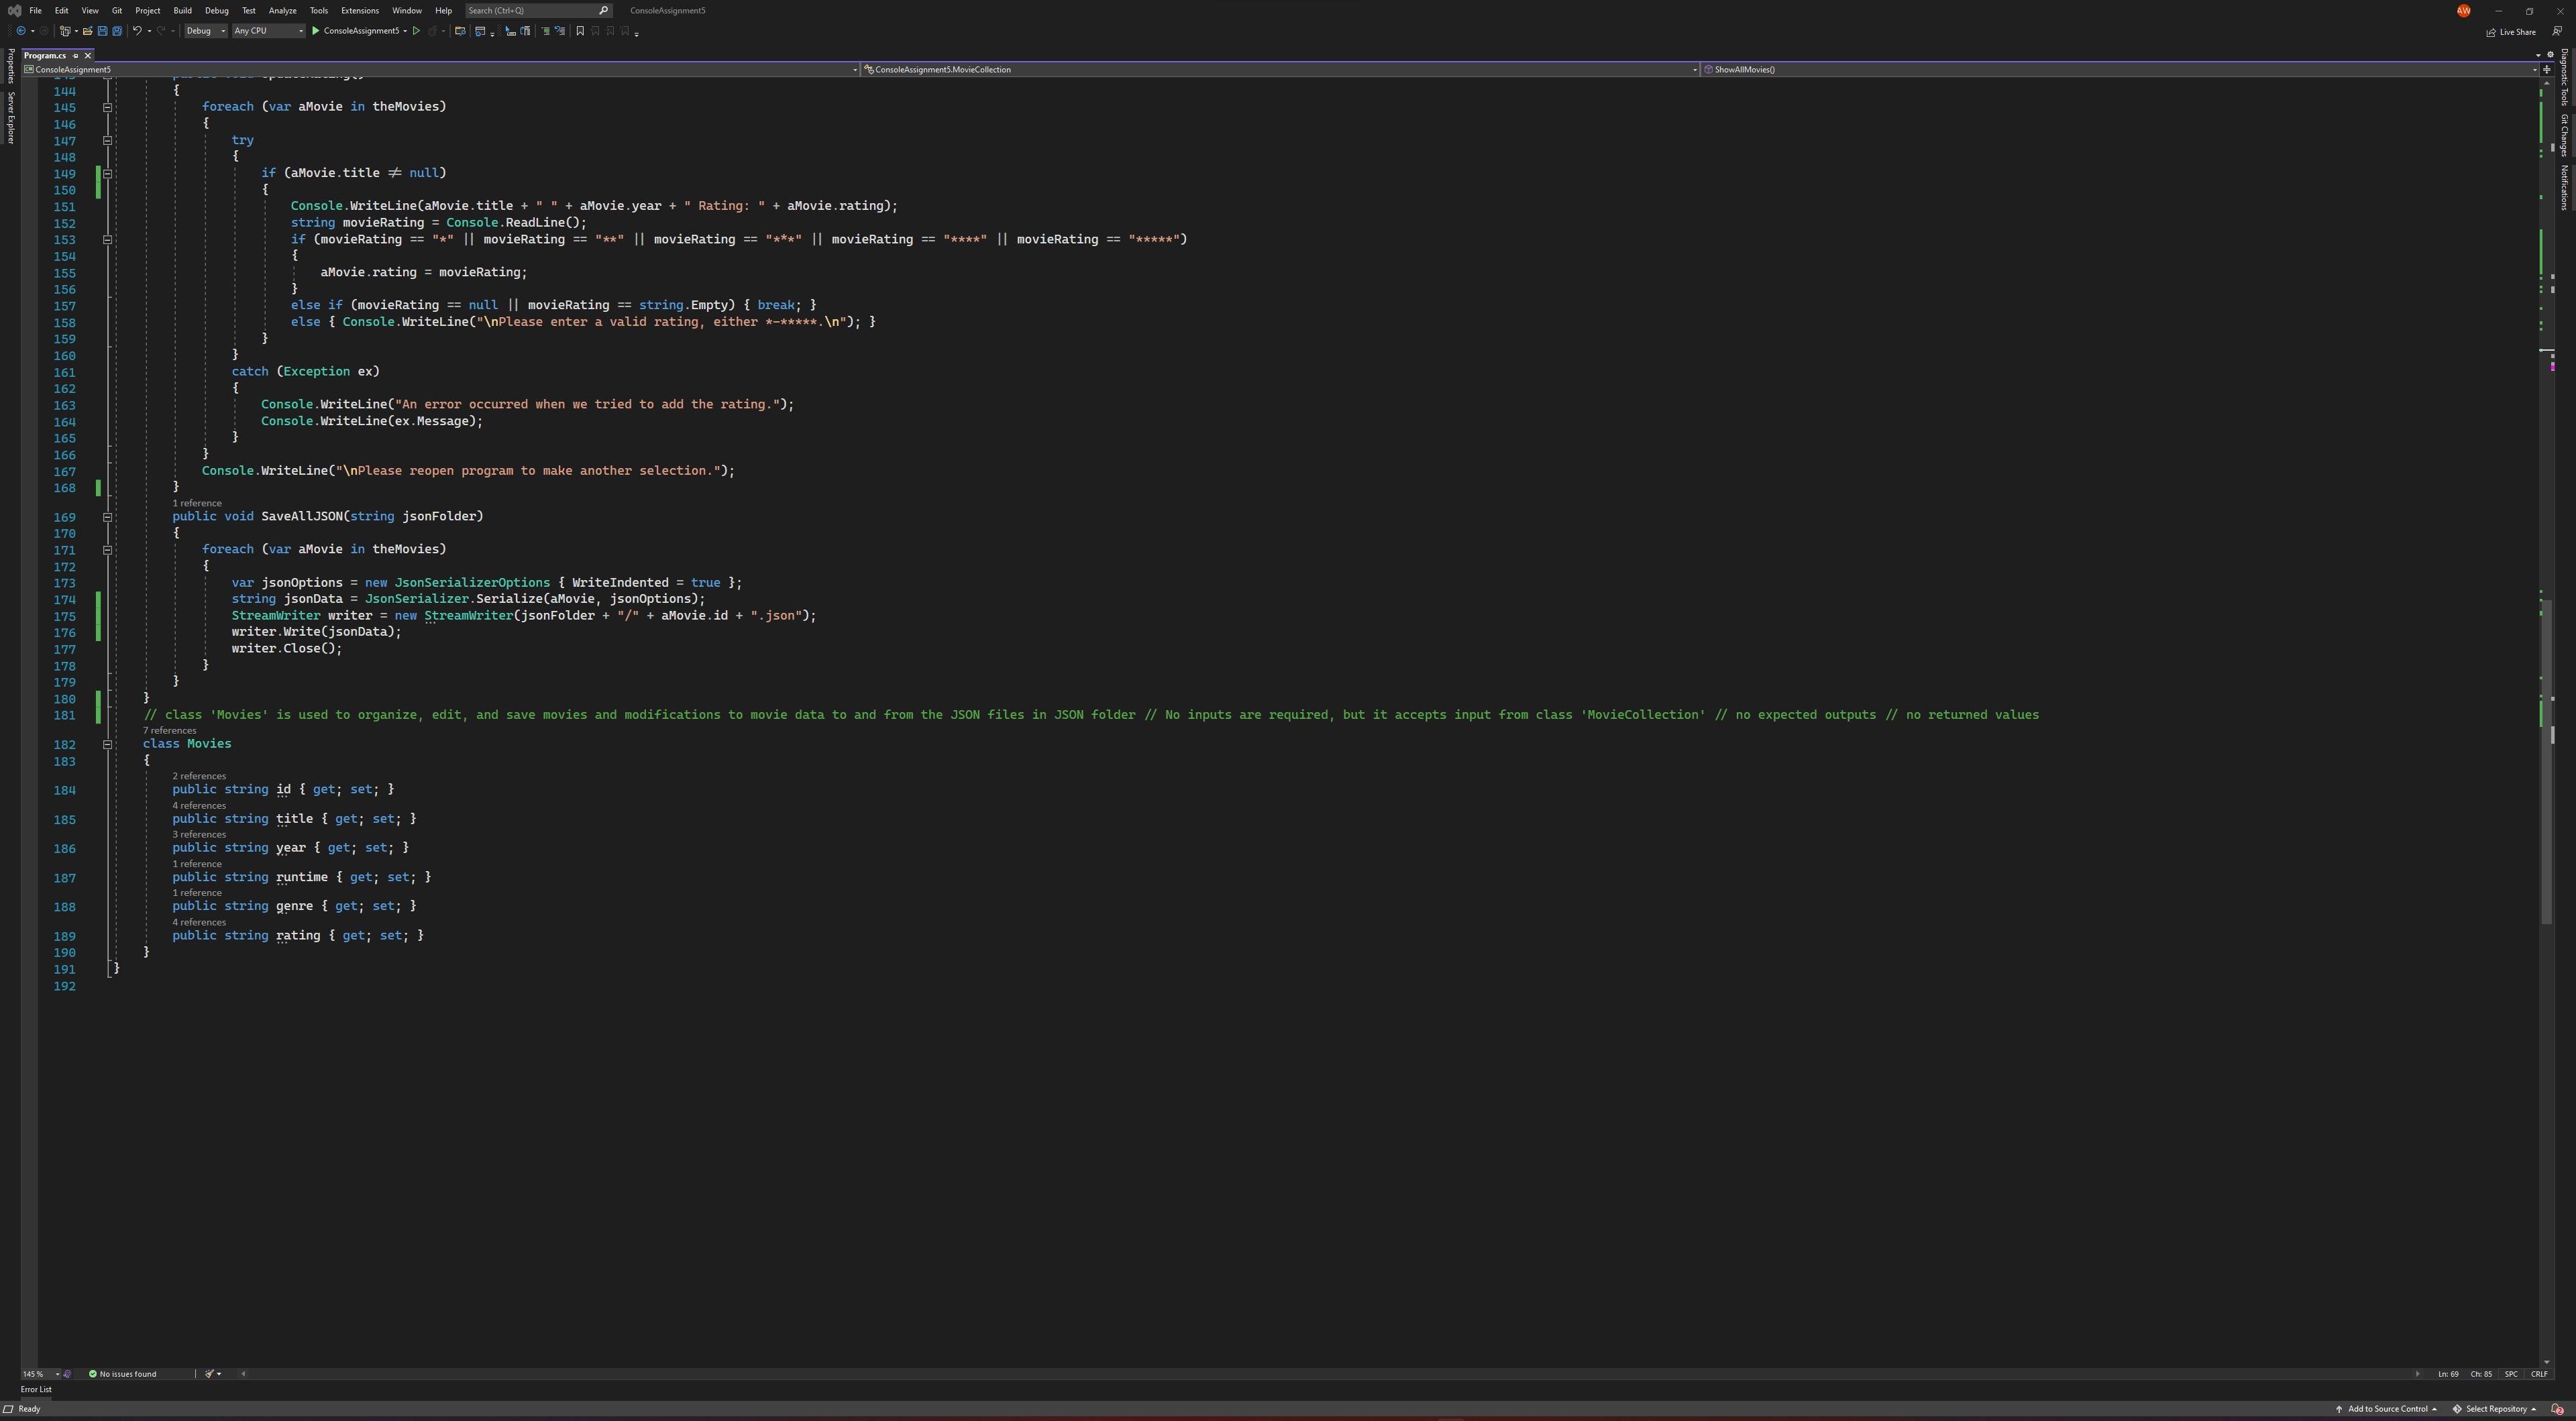 File Edit View Git Project Build Debug Test Analyze Tools Extensions Window Help Search (Ctrl+Q) ConsoleAssignment5 AW
Debug Any CPU ConsoleAssignment5 Live Share
Program.cs
ConsoleAssignment5 ConsoleAssignment5.MovieCollection ShowAllMovies()
Properties
Server Explorer
Diagnostic Tools
Git Changes
Notifications
144 {
145 foreach (var aMovie in theMovies)
146 {
147 try
148 {
149 if (aMovie.title != null)
150 {
151 Console.WriteLine(aMovie.title + " " + aMovie.year + " Rating: " + aMovie.rating);
152 string movieRating = Console.ReadLine();
153 if (movieRating == "*" || movieRating == "**" || movieRating == "***" || movieRating == "****" || movieRating == "*****")
154 {
155 aMovie.rating = movieRating;
156 }
157 else if (movieRating == null || movieRating == string.Empty) { break; }
158 else { Console.WriteLine("\nPlease enter a valid rating, either *-*****.\n"); }
159 }
160 }
161 catch (Exception ex)
162 {
163 Console.WriteLine("An error occurred when we tried to add the rating.");
164 Console.WriteLine(ex.Message);
165 }
166 }
167 Console.WriteLine("\nPlease reopen program to make another selection.");
168 }
1 reference
169 public void SaveAllJSON(string jsonFolder)
170 {
171 foreach (var aMovie in theMovies)
172 {
173 var jsonOptions = new JsonSerializerOptions { WriteIndented = true };
174 string jsonData = JsonSerializer.Serialize(aMovie, jsonOptions);
175 StreamWriter writer = new StreamWriter(jsonFolder + "/" + aMovie.id + ".json");
176 writer.Write(jsonData);
177 writer.Close();
178 }
179 }
180 }
181 // class 'Movies' is used to organize, edit, and save movies and modifications to movie data to and from the JSON files in JSON folder // No inputs are required, but it accepts input from class 'MovieCollection' // no expected outputs // no returned values
7 references
182 class Movies
183 {
2 references
184 public string id { get; set; }
4 references
185 public string title { get; set; }
3 references
186 public string year { get; set; }
1 reference
187 public string runtime { get; set; }
1 reference
188 public string genre { get; set; }
4 references
189 public string rating { get; set; }
190 }
191 }
192
145 % No issues found Ln: 69 Ch: 85 SPC CRLF
Error List
Ready Add to Source Control Select Repository 2